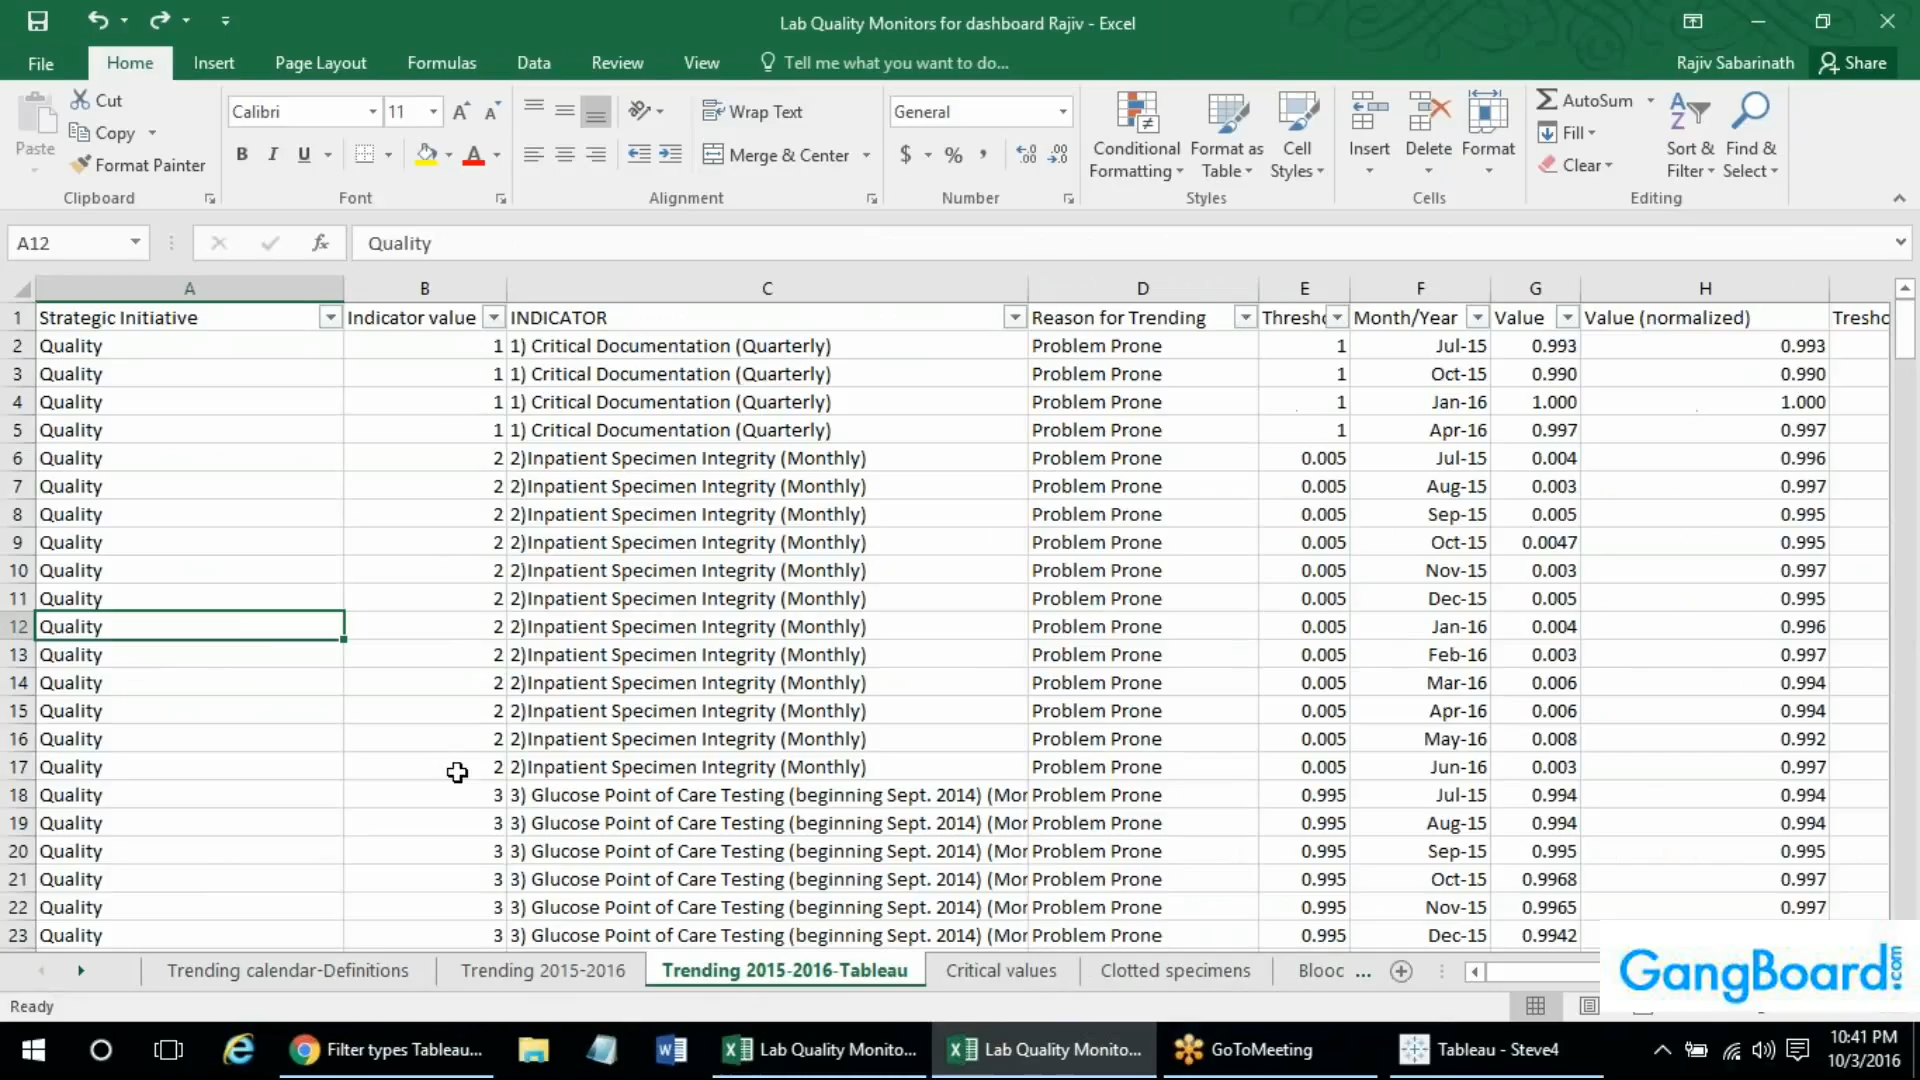 Lab Quality Monitors for dashboard Rajiv - Excel
File Home Insert Page Layout Formulas Data Review View Tell me what you want to do... Rajiv Sabarinath Share
Paste
Cut
Copy
Format Painter
Clipboard
Calibri 11
B I U A
Font
Wrap Text
Merge & Center
Alignment
General
$ %
Number
Conditional Formatting
Format as Table
Cell Styles
Styles
Insert Delete Format
Cells
AutoSum
Fill
Clear
Sort & Filter
Find & Select
Editing
A12 fx Quality
A B C D E F G H
1 Strategic Initiative Indicator value INDICATOR Reason for Trending Thresho Month/Year Value Value (normalized) Tresho
2 Quality 1 1) Critical Documentation (Quarterly) Problem Prone 1 Jul-15 0.993 0.993
3 Quality 1 1) Critical Documentation (Quarterly) Problem Prone 1 Oct-15 0.990 0.990
4 Quality 1 1) Critical Documentation (Quarterly) Problem Prone 1 Jan-16 1.000 1.000
5 Quality 1 1) Critical Documentation (Quarterly) Problem Prone 1 Apr-16 0.997 0.997
6 Quality 2 2)Inpatient Specimen Integrity (Monthly) Problem Prone 0.005 Jul-15 0.004 0.996
7 Quality 2 2)Inpatient Specimen Integrity (Monthly) Problem Prone 0.005 Aug-15 0.003 0.997
8 Quality 2 2)Inpatient Specimen Integrity (Monthly) Problem Prone 0.005 Sep-15 0.005 0.995
9 Quality 2 2)Inpatient Specimen Integrity (Monthly) Problem Prone 0.005 Oct-15 0.0047 0.995
10 Quality 2 2)Inpatient Specimen Integrity (Monthly) Problem Prone 0.005 Nov-15 0.003 0.997
11 Quality 2 2)Inpatient Specimen Integrity (Monthly) Problem Prone 0.005 Dec-15 0.005 0.995
12 Quality 2 2)Inpatient Specimen Integrity (Monthly) Problem Prone 0.005 Jan-16 0.004 0.996
13 Quality 2 2)Inpatient Specimen Integrity (Monthly) Problem Prone 0.005 Feb-16 0.003 0.997
14 Quality 2 2)Inpatient Specimen Integrity (Monthly) Problem Prone 0.005 Mar-16 0.006 0.994
15 Quality 2 2)Inpatient Specimen Integrity (Monthly) Problem Prone 0.005 Apr-16 0.006 0.994
16 Quality 2 2)Inpatient Specimen Integrity (Monthly) Problem Prone 0.005 May-16 0.008 0.992
17 Quality 2 2)Inpatient Specimen Integrity (Monthly) Problem Prone 0.005 Jun-16 0.003 0.997
18 Quality 3 3) Glucose Point of Care Testing (beginning Sept. 2014) (Mor Problem Prone 0.995 Jul-15 0.994 0.994
19 Quality 3 3) Glucose Point of Care Testing (beginning Sept. 2014) (Mor Problem Prone 0.995 Aug-15 0.994 0.994
20 Quality 3 3) Glucose Point of Care Testing (beginning Sept. 2014) (Mor Problem Prone 0.995 Sep-15 0.995 0.995
21 Quality 3 3) Glucose Point of Care Testing (beginning Sept. 2014) (Mor Problem Prone 0.995 Oct-15 0.9968 0.997
22 Quality 3 3) Glucose Point of Care Testing (beginning Sept. 2014) (Mor Problem Prone 0.995 Nov-15 0.9965 0.997
23 Quality 3 3) Glucose Point of Care Testing (beginning Sept. 2014) (Mor Problem Prone 0.995 Dec-15 0.9942
Trending calendar-Definitions Trending 2015-2016 Trending 2015-2016-Tableau Critical values Clotted specimens Blooc ...
GangBoard.com
Ready
Filter types Tableau... Lab Quality Monito... Lab Quality Monito... GoToMeeting Tableau - Steve4
10:41 PM
10/3/2016